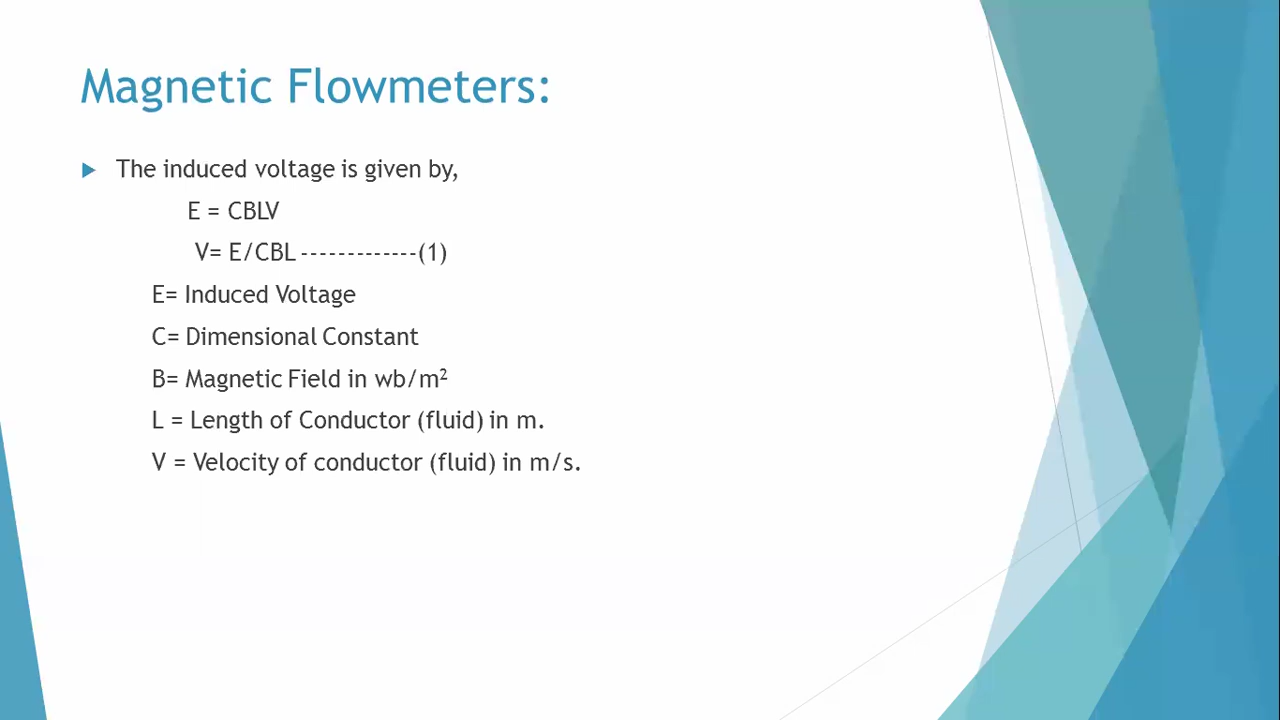 Magnetic Flowmeters:
The induced voltage is given by,
E = CBLV
V= E/CBL -------------(1)
E= Induced Voltage
C= Dimensional Constant
B= Magnetic Field in wb/m²
L = Length of Conductor (fluid) in m.
V = Velocity of conductor (fluid) in m/s.